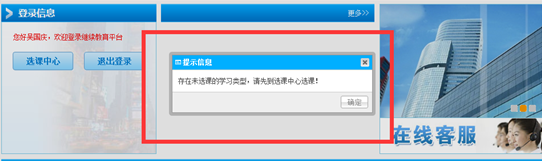 登录信息
更多>>
您好吴国庆，欢迎登录继续教育平台
选课中心
退出登录
提示信息
存在未选课的学习类型，请先到选课中心选课！
确定
在线客服